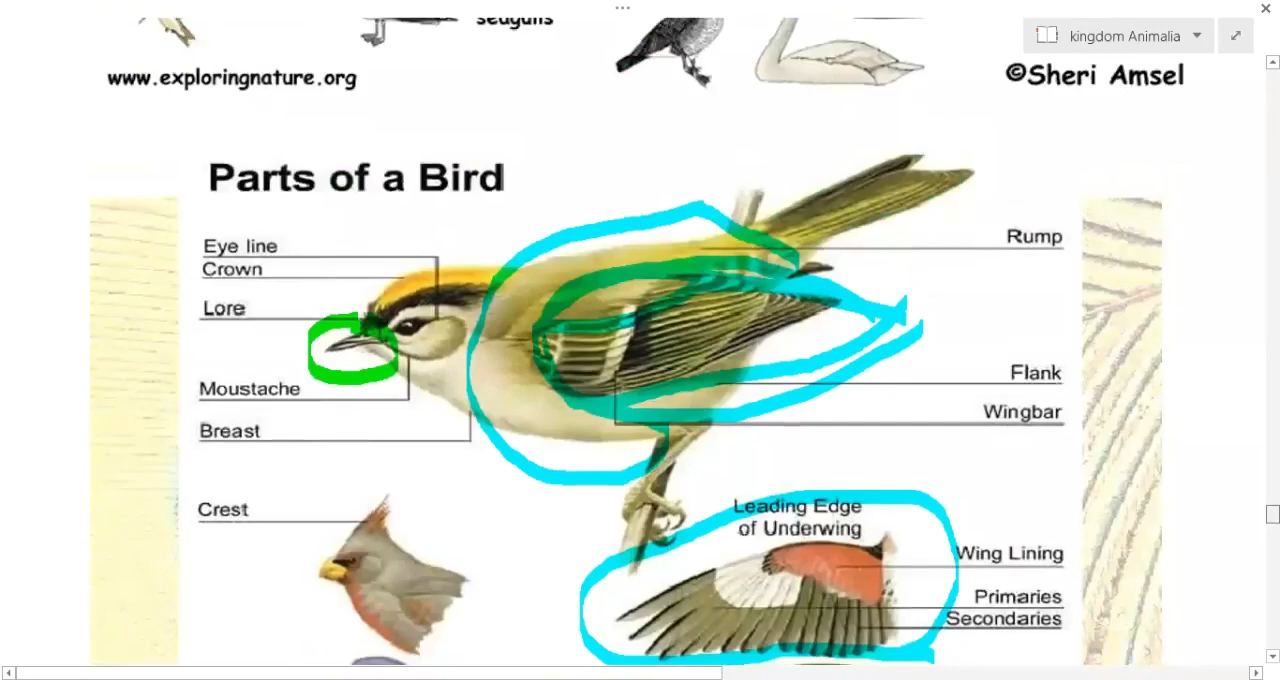 seagulls
kingdom Animalia
www.exploringnature.org
©Sheri Amsel
Parts of a Bird
Eye line
Crown
Lore
Moustache
Breast
Rump
Flank
Wingbar
Crest
Leading Edge
of Underwing
Wing Lining
Primaries
Secondaries